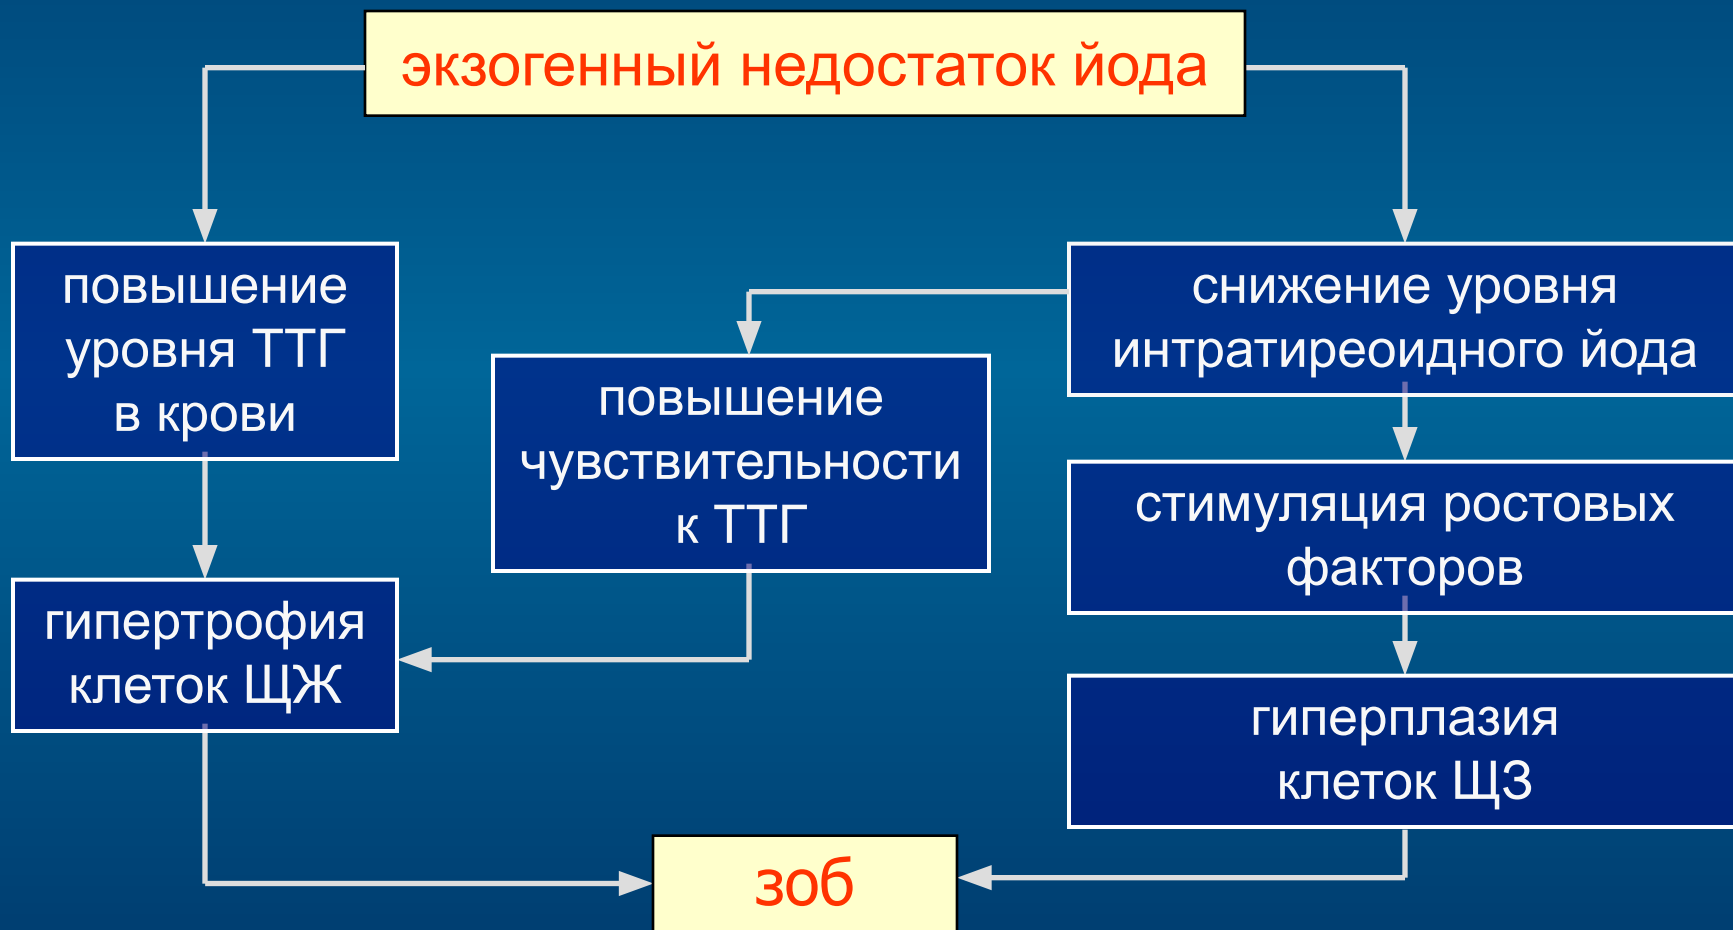 экзогенный недостаток йода
повышение
уровня ТТГ
в крови
снижение уровня
интратиреоидного йода
повышение
чувствительности
к ТТГ
стимуляция ростовых
факторов
гипертрофия
клеток ЩЖ
гиперплазия
клеток ЩЗ
зоб